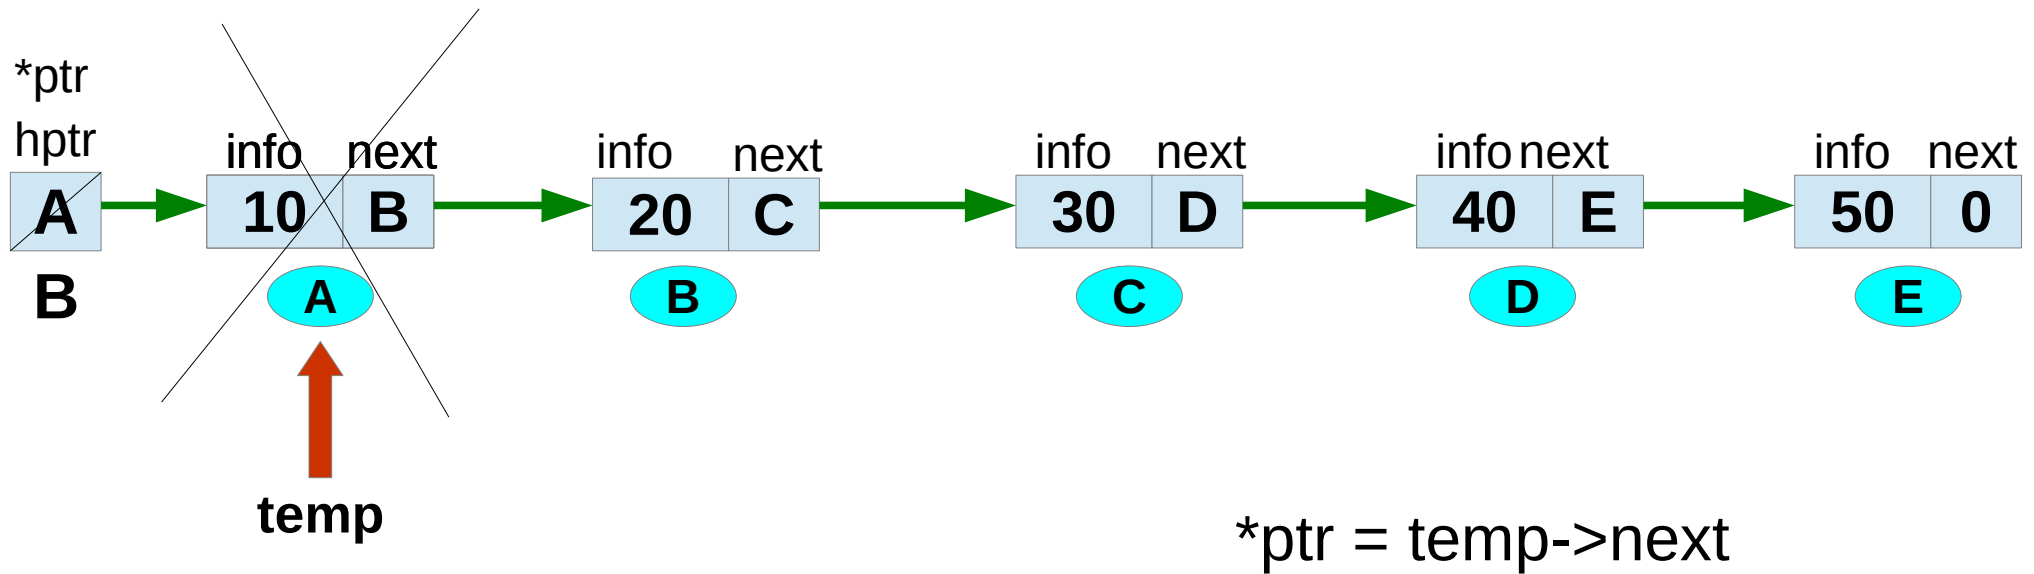 *ptr
hptr
info next info next info next info next info next
A 10 B 20 C 30 D 40 E 50 0
B A B C D E
temp
*ptr = temp->next